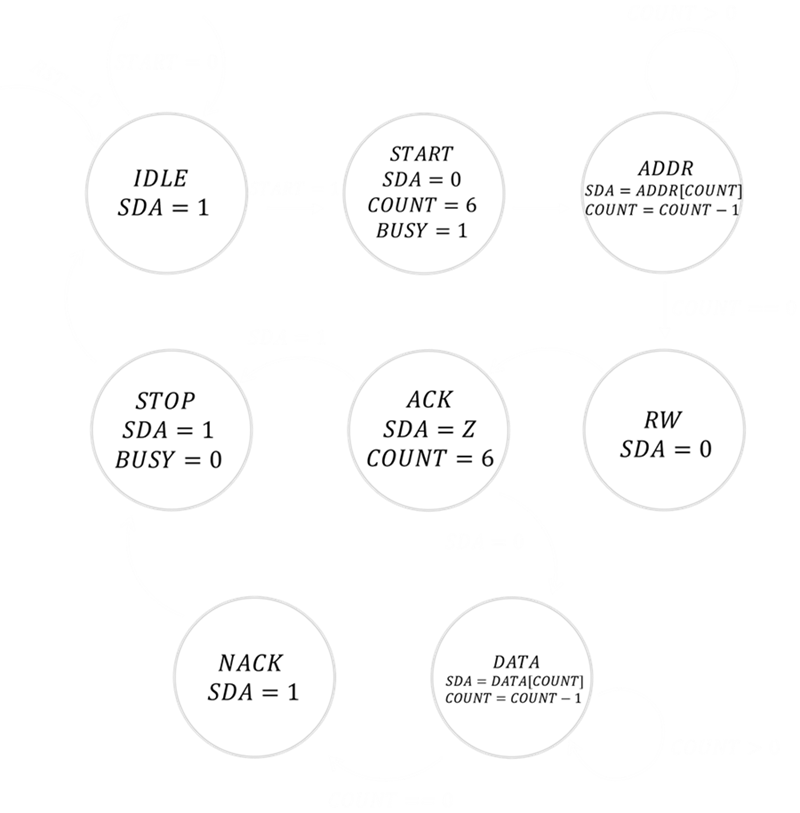 IDLE
SDA = 1
START
SDA = 0
COUNT = 6
BUSY = 1
ADDR
SDA = ADDR[COUNT]
COUNT = COUNT − 1
STOP
SDA = 1
BUSY = 0
ACK
SDA = Z
COUNT = 6
RW
SDA = 0
NACK
SDA = 1
DATA
SDA = DATA[COUNT]
COUNT = COUNT − 1